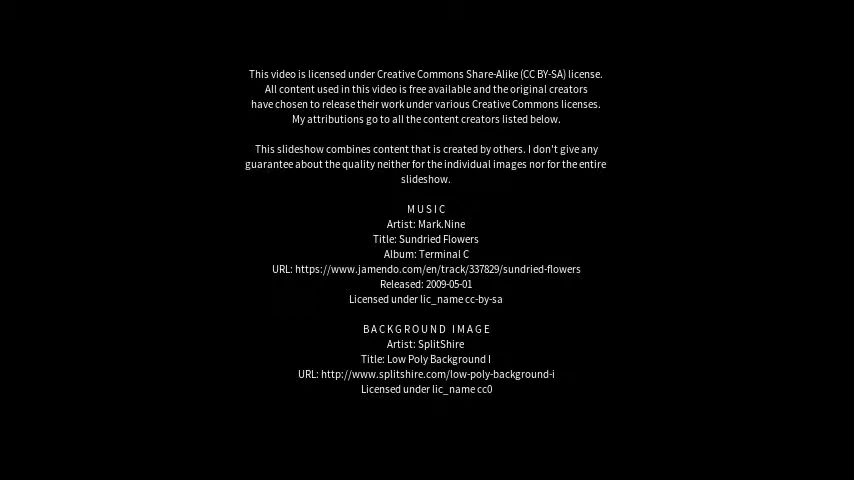 This video is licensed under Creative Commons Share-Alike (CC BY-SA) license.
All content used in this video is free available and the original creators
have chosen to release their work under various Creative Commons licenses.
My attributions go to all the content creators listed below.
This slideshow combines content that is created by others. I don't give any
guarantee about the quality neither for the individual images nor for the entire
slideshow.
MUSIC
Artist: Mark.Nine
Title: Sundried Flowers
Album: Terminal C
URL: https://www.jamendo.com/en/track/337829/sundried-flowers
Released: 2009-05-01
Licensed under lic_name cc-by-sa
BACKGROUND IMAGE
Artist: SplitShire
Title: Low Poly Background I
URL: http://www.splitshire.com/low-poly-background-i
Licensed under lic_name cc0